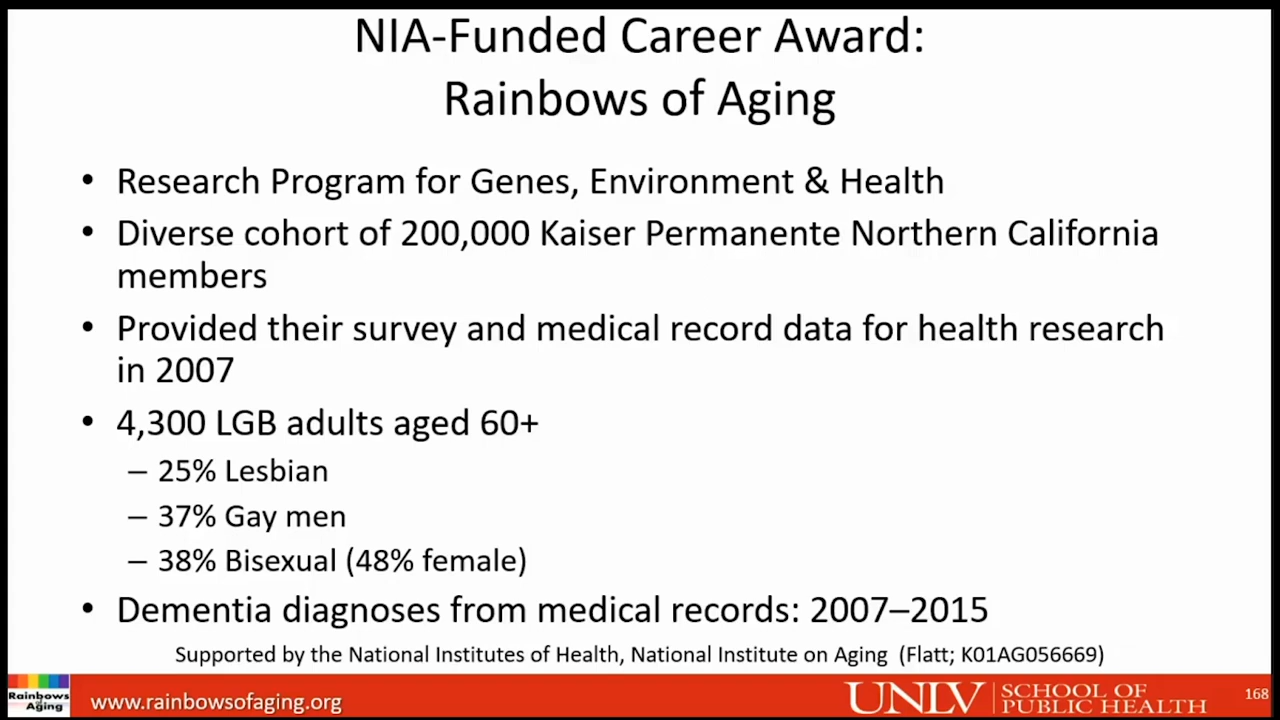 NIA-Funded Career Award:
Rainbows of Aging
• Research Program for Genes, Environment & Health
• Diverse cohort of 200,000 Kaiser Permanente Northern California
members
• Provided their survey and medical record data for health research
in 2007
• 4,300 LGB adults aged 60+
– 25% Lesbian
– 37% Gay men
– 38% Bisexual (48% female)
• Dementia diagnoses from medical records: 2007–2015
Supported by the National Institutes of Health, National Institute on Aging (Flatt; K01AG056669)
Rainbows
of
Aging
www.rainbowsofaging.org
UNLV
SCHOOL OF
PUBLIC HEALTH
168